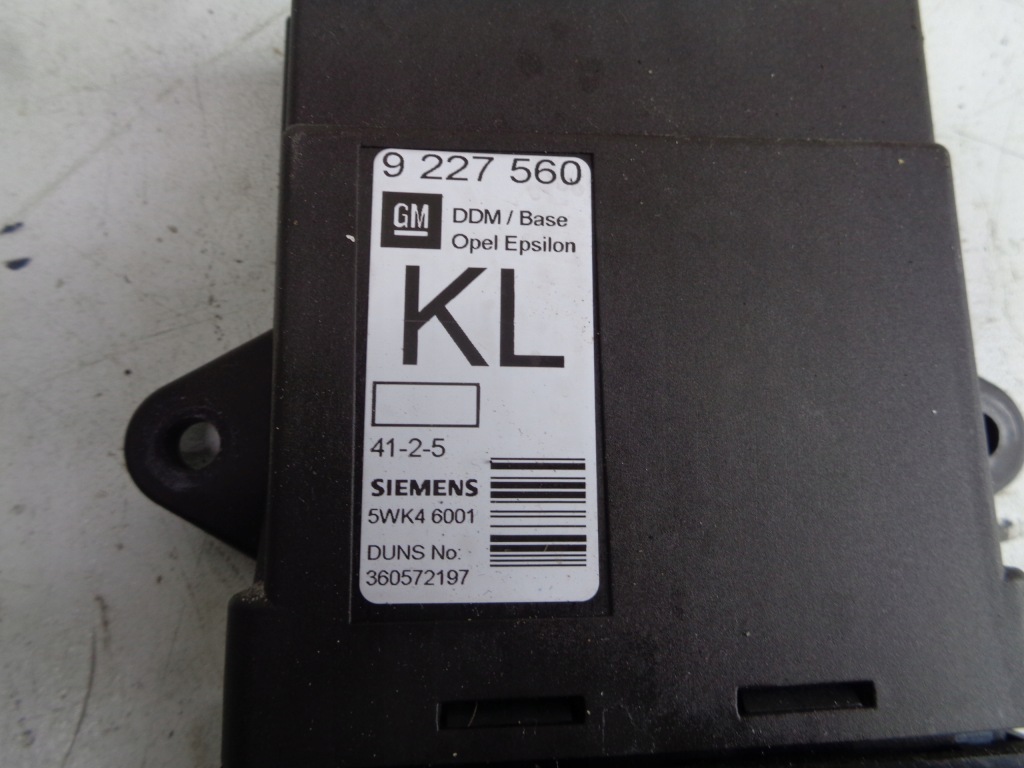 9 227 560
GM
DDM / Base
Opel Epsilon
KL
41-2-5
SIEMENS
5WK4 6001
DUNS No:
360572197